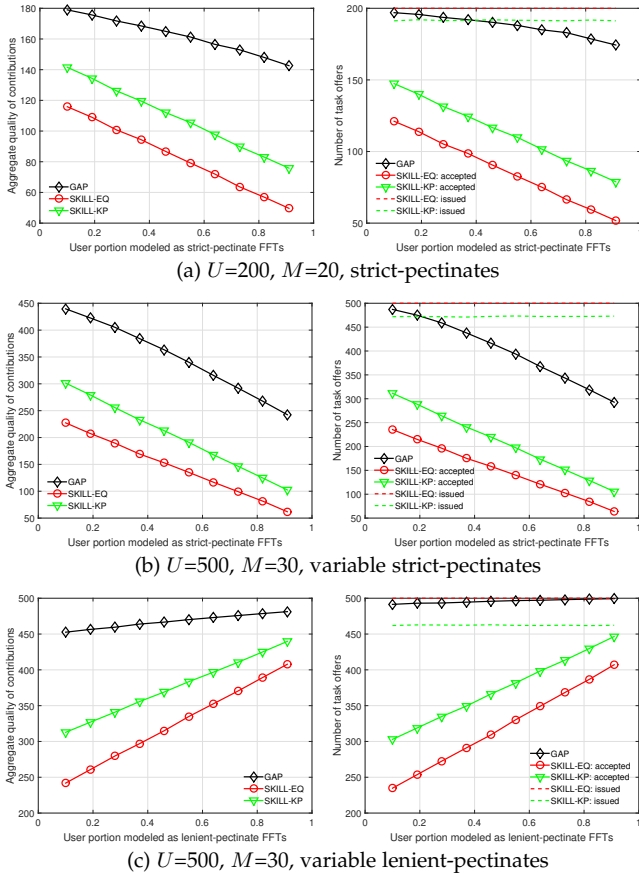 180
160
140
120
100
80
60
40
0
0.2
0.4
0.6
0.8
1
Aggregate quality of contributions
User portion modeled as strict-pectinate FFTs
GAP
SKILL-EQ
SKILL-KP
200
150
100
50
0
0.2
0.4
0.6
0.8
1
Number of task offers
User portion modeled as strict-pectinate FFTs
GAP
SKILL-EQ: accepted
SKILL-KP: accepted
SKILL-EQ: issued
SKILL-KP: issued
(a) U=200, M=20, strict-pectinates
450
400
350
300
250
200
150
100
50
0
0.2
0.4
0.6
0.8
1
Aggregate quality of contributions
User portion modeled as strict-pectinate FFTs
GAP
SKILL-EQ
SKILL-KP
500
450
400
350
300
250
200
150
100
50
0
0.2
0.4
0.6
0.8
1
Number of task offers
User portion modeled as strict-pectinate FFTs
GAP
SKILL-EQ: accepted
SKILL-KP: accepted
SKILL-EQ: issued
SKILL-KP: issued
(b) U=500, M=30, variable strict-pectinates
500
450
400
350
300
250
200
0
0.2
0.4
0.6
0.8
1
Aggregate quality of contributions
User portion modeled as lenient-pectinate FFTs
GAP
SKILL-EQ
SKILL-KP
500
450
400
350
300
250
200
0
0.2
0.4
0.6
0.8
1
Number of task offers
User portion modeled as lenient-pectinate FFTs
GAP
SKILL-EQ: accepted
SKILL-KP: accepted
SKILL-EQ: issued
SKILL-KP: issued
(c) U=500, M=30, variable lenient-pectinates